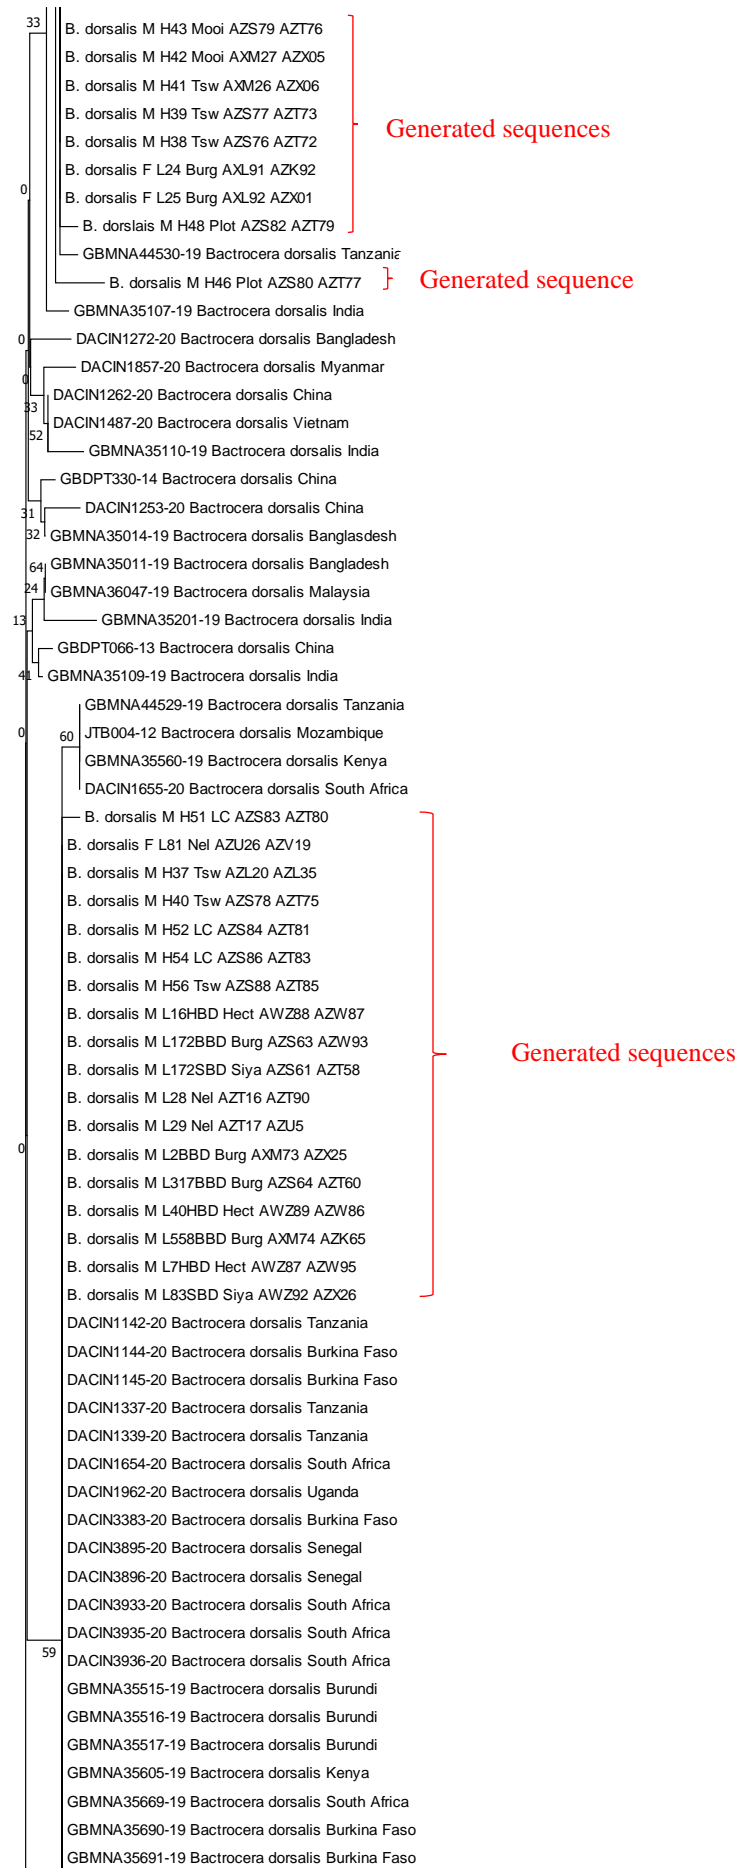 33
B. dorsalis M H43 Mooi AZS79 AZT76
B. dorsalis M H42 Mooi AXM27 AZX05
B. dorsalis M H41 Tsw AXM26 AZX06
B. dorsalis M H39 Tsw AZS77 AZT73
Generated sequences
B. dorsalis M H38 Tsw AZS76 AZT72
B. dorsalis F L24 Burg AXL91 AZK92
0
B. dorsalis F L25 Burg AXL92 AZX01
B. dorslais M H48 Plot AZS82 AZT79
GBMNA44530-19 Bactrocera dorsalis Tanzania
B. dorsalis M H46 Plot AZS80 AZT77
Generated sequence
GBMNA35107-19 Bactrocera dorsalis India
0
DACIN1272-20 Bactrocera dorsalis Bangladesh
DACIN1857-20 Bactrocera dorsalis Myanmar
0
DACIN1262-20 Bactrocera dorsalis China
33
DACIN1487-20 Bactrocera dorsalis Vietnam
52
GBMNA35110-19 Bactrocera dorsalis India
GBDPT330-14 Bactrocera dorsalis China
31
DACIN1253-20 Bactrocera dorsalis China
32
GBMNA35014-19 Bactrocera dorsalis Banglasdesh
64
GBMNA35011-19 Bactrocera dorsalis Bangladesh
24
GBMNA36047-19 Bactrocera dorsalis Malaysia
13
GBMNA35201-19 Bactrocera dorsalis India
GBDPT066-13 Bactrocera dorsalis China
41
GBMNA35109-19 Bactrocera dorsalis India
GBMNA44529-19 Bactrocera dorsalis Tanzania
0
60
JTB004-12 Bactrocera dorsalis Mozambique
GBMNA35560-19 Bactrocera dorsalis Kenya
DACIN1655-20 Bactrocera dorsalis South Africa
B. dorsalis M H51 LC AZS83 AZT80
B. dorsalis F L81 Nel AZU26 AZV19
B. dorsalis M H37 Tsw AZL20 AZL35
B. dorsalis M H40 Tsw AZS78 AZT75
B. dorsalis M H52 LC AZS84 AZT81
B. dorsalis M H54 LC AZS86 AZT83
B. dorsalis M H56 Tsw AZS88 AZT85
B. dorsalis M L16HBD Hect AWZ88 AZW87
B. dorsalis M L172BBD Burg AZS63 AZW93
Generated sequences
B. dorsalis M L172SBD Siya AZS61 AZT58
B. dorsalis M L28 Nel AZT16 AZT90
B. dorsalis M L29 Nel AZT17 AZU5
0
B. dorsalis M L2BBD Burg AXM73 AZX25
B. dorsalis M L317BBD Burg AZS64 AZT60
B. dorsalis M L40HBD Hect AWZ89 AZW86
B. dorsalis M L558BBD Burg AXM74 AZK65
B. dorsalis M L7HBD Hect AWZ87 AZW95
B. dorsalis M L83SBD Siya AWZ92 AZX26
DACIN1142-20 Bactrocera dorsalis Tanzania
DACIN1144-20 Bactrocera dorsalis Burkina Faso
DACIN1145-20 Bactrocera dorsalis Burkina Faso
DACIN1337-20 Bactrocera dorsalis Tanzania
DACIN1339-20 Bactrocera dorsalis Tanzania
DACIN1654-20 Bactrocera dorsalis South Africa
DACIN1962-20 Bactrocera dorsalis Uganda
DACIN3383-20 Bactrocera dorsalis Burkina Faso
DACIN3895-20 Bactrocera dorsalis Senegal
DACIN3896-20 Bactrocera dorsalis Senegal
DACIN3933-20 Bactrocera dorsalis South Africa
DACIN3935-20 Bactrocera dorsalis South Africa
59
DACIN3936-20 Bactrocera dorsalis South Africa
GBMNA35515-19 Bactrocera dorsalis Burundi
GBMNA35516-19 Bactrocera dorsalis Burundi
GBMNA35517-19 Bactrocera dorsalis Burundi
GBMNA35605-19 Bactrocera dorsalis Kenya
GBMNA35669-19 Bactrocera dorsalis South Africa
GBMNA35690-19 Bactrocera dorsalis Burkina Faso
GBMNA35691-19 Bactrocera dorsalis Burkina Faso